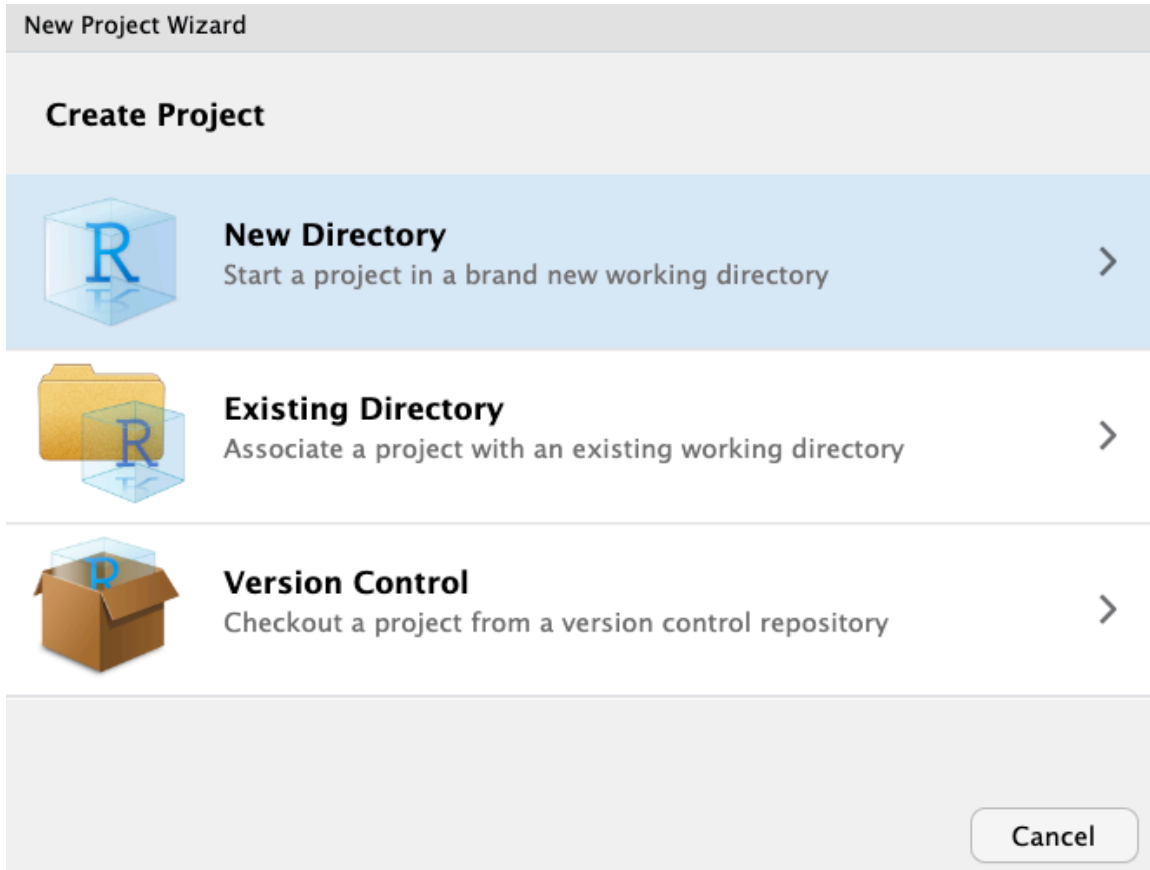 New Project Wizard
Create Project
R
New Directory
Start a project in a brand new working directory
R
Existing Directory
Associate a project with an existing working directory
R
Version Control
Checkout a project from a version control repository
Cancel